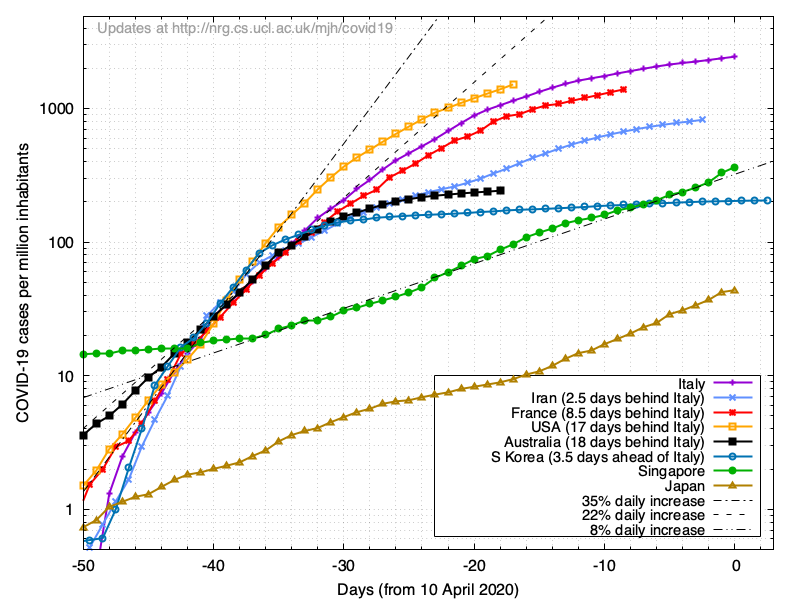 Updates at http://nrg.cs.ucl.ac.uk/mjh/covid19
COVID-19 cases per million inhabitants
1000
100
10
1
Italy
Iran (2.5 days behind Italy)
France (8.5 days behind Italy)
USA (17 days behind Italy)
Australia (18 days behind Italy)
S Korea (3.5 days ahead of Italy)
Singapore
Japan
35% daily increase
22% daily increase
8% daily increase
-50 -40 -30 -20 -10 0
Days (from 10 April 2020)